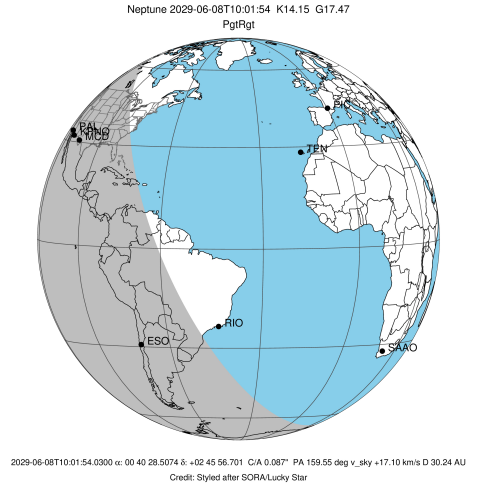 Neptune 2029-06-08T10:01:54 K14.15 G17.47
PgtRgt
PIC
PAL
KPNO
MCD
TEN
RIO
ESO
SAAO
2029-06-08T10:01:54.0300 α: 00 40 28.5074 δ: +02 45 56.701 C/A 0.087" PA 159.55 deg v_sky +17.10 km/s D 30.24 AU
Credit: Styled after SORA/Lucky Star